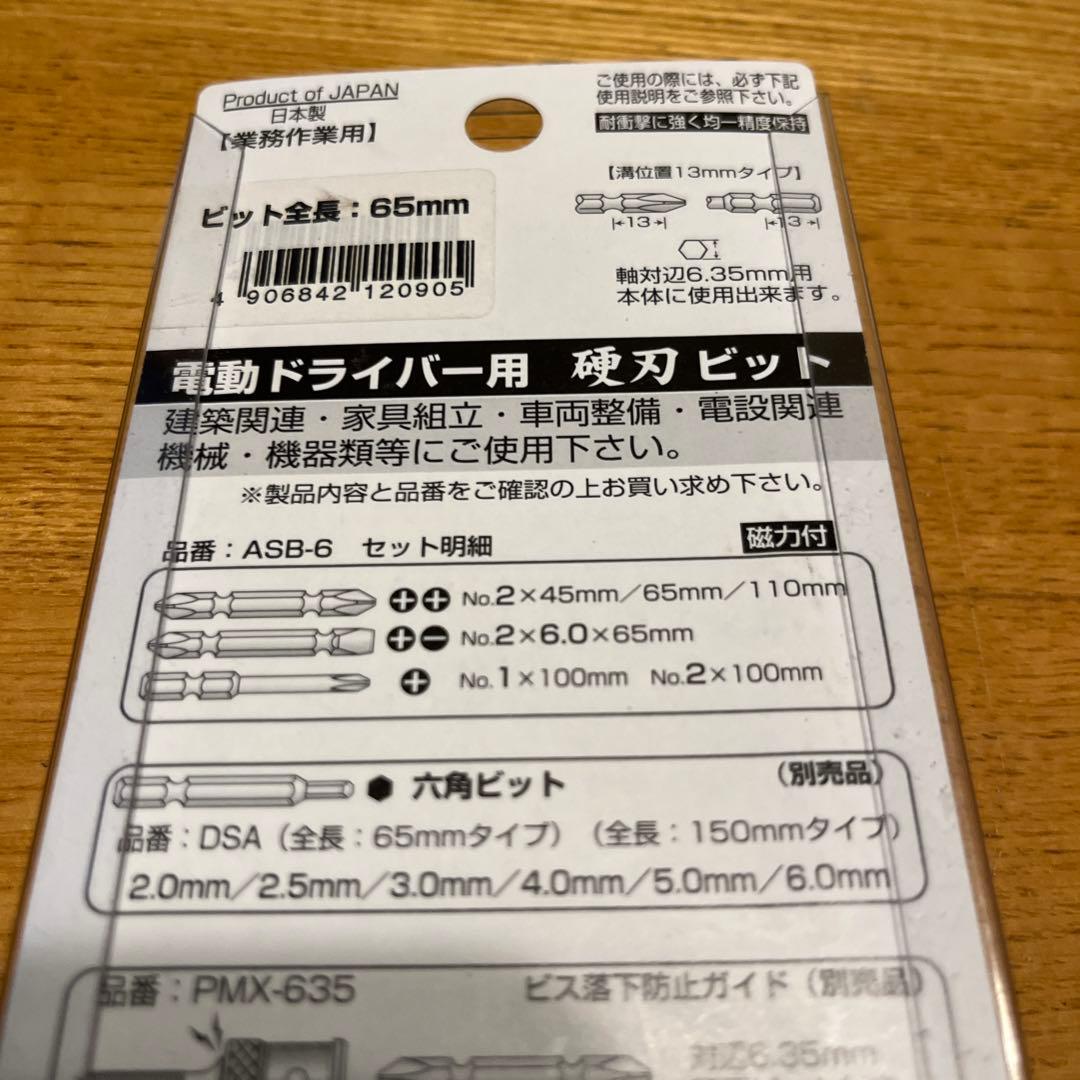 Product of JAPAN
日本製
【業務作業用】
ご使用の際には、必ず下記
使用説明をご参照下さい。
耐衝撃に強く均一精度保持
ビット全長：65mm
4 906842 120905
【溝位置13mmタイプ】
13 13
軸対辺6.35mm用
本体に使用出来ます。
電動ドライバー用 硬刃ビット
建築関連・家具組立・車両整備・電設関連
機械・機器類等にご使用下さい。
※製品内容と品番をご確認の上お買い求め下さい。
品番：ASB-6 セット明細 磁力付
No.2×45mm／65mm／110mm
No.2×6.0×65mm
No.1×100mm No.2×100mm
六角ビット （別売品）
品番：DSA（全長：65mmタイプ）（全長：150mmタイプ）
2.0mm／2.5mm／3.0mm／4.0mm／5.0mm／6.0mm
品番：PMX-635 ビス落下防止ガイド（別売品）
対辺6.35mm